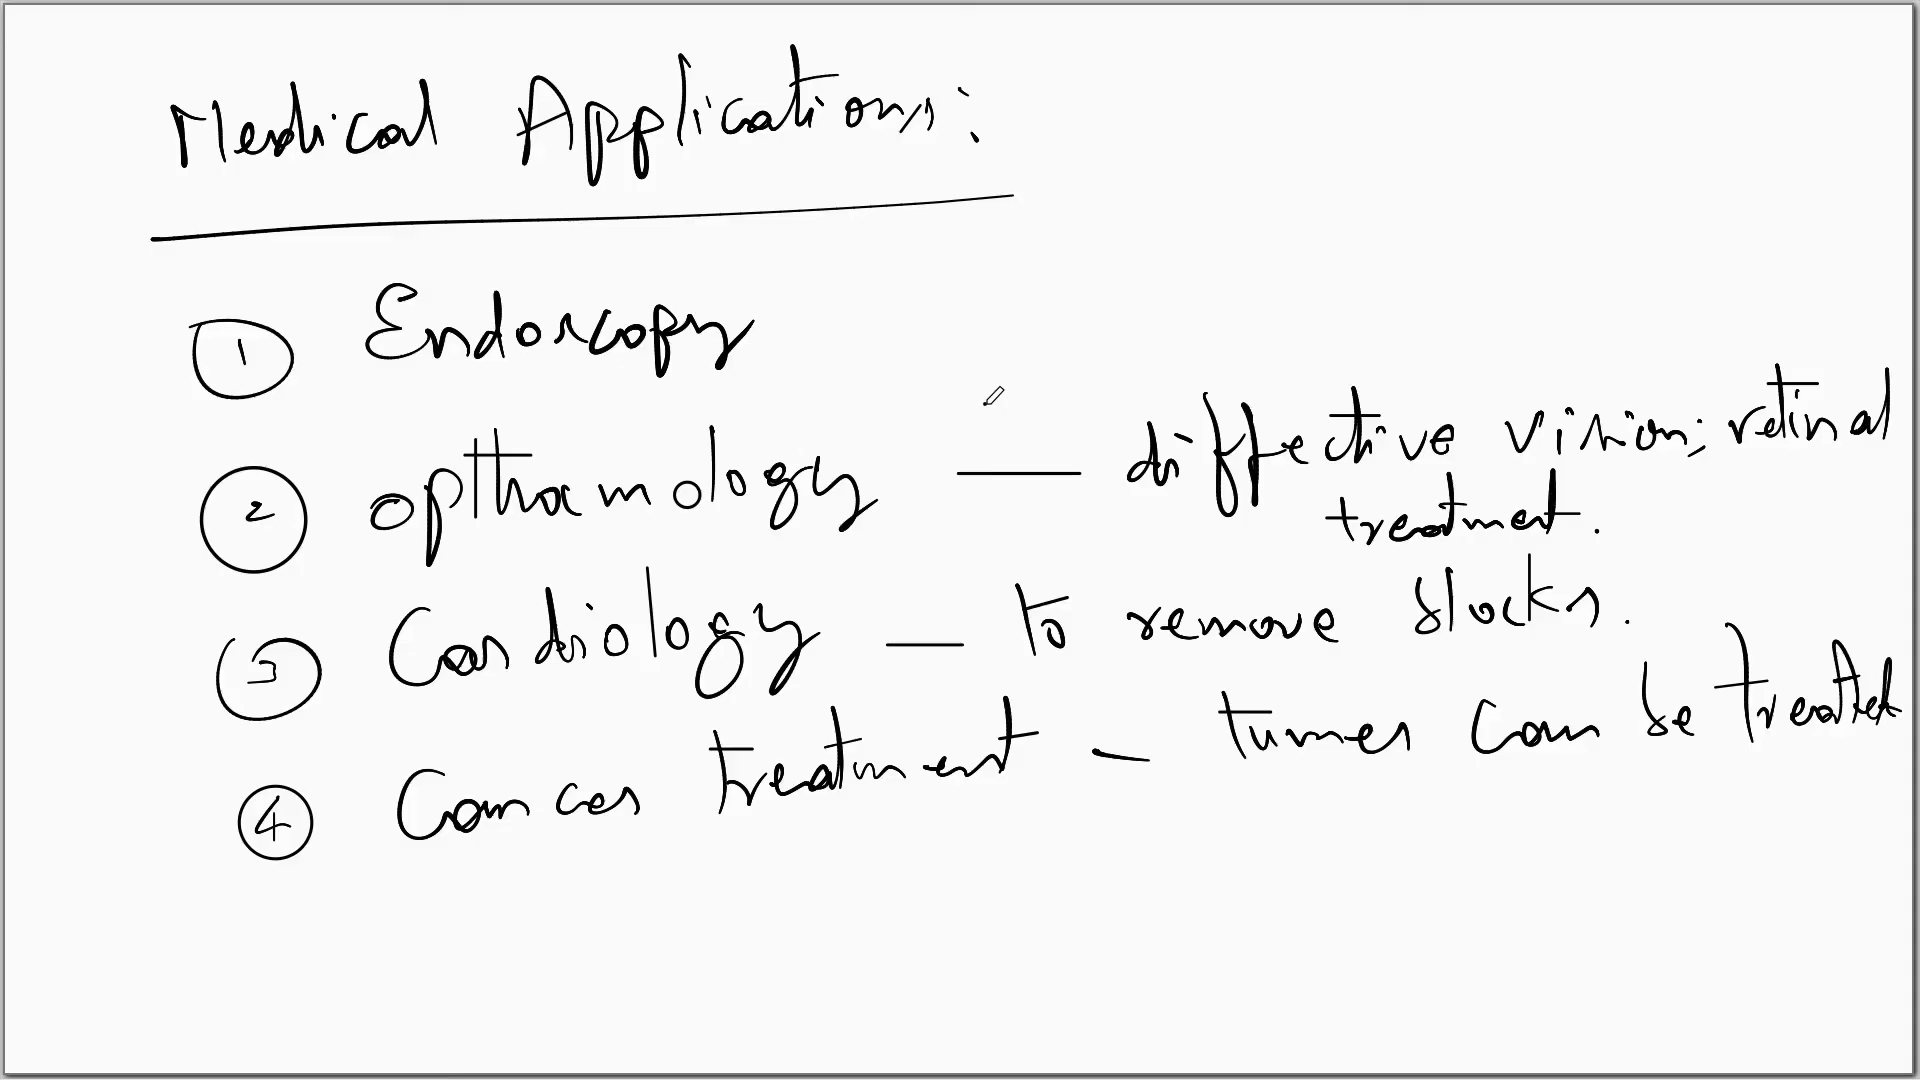 Medical Applications:
1 Endoscopy
2 opthamology — diffective vision; retinal
treatment.
3 Cardiology — to remove blocks.
4 Cancer treatment — tumer can be treated